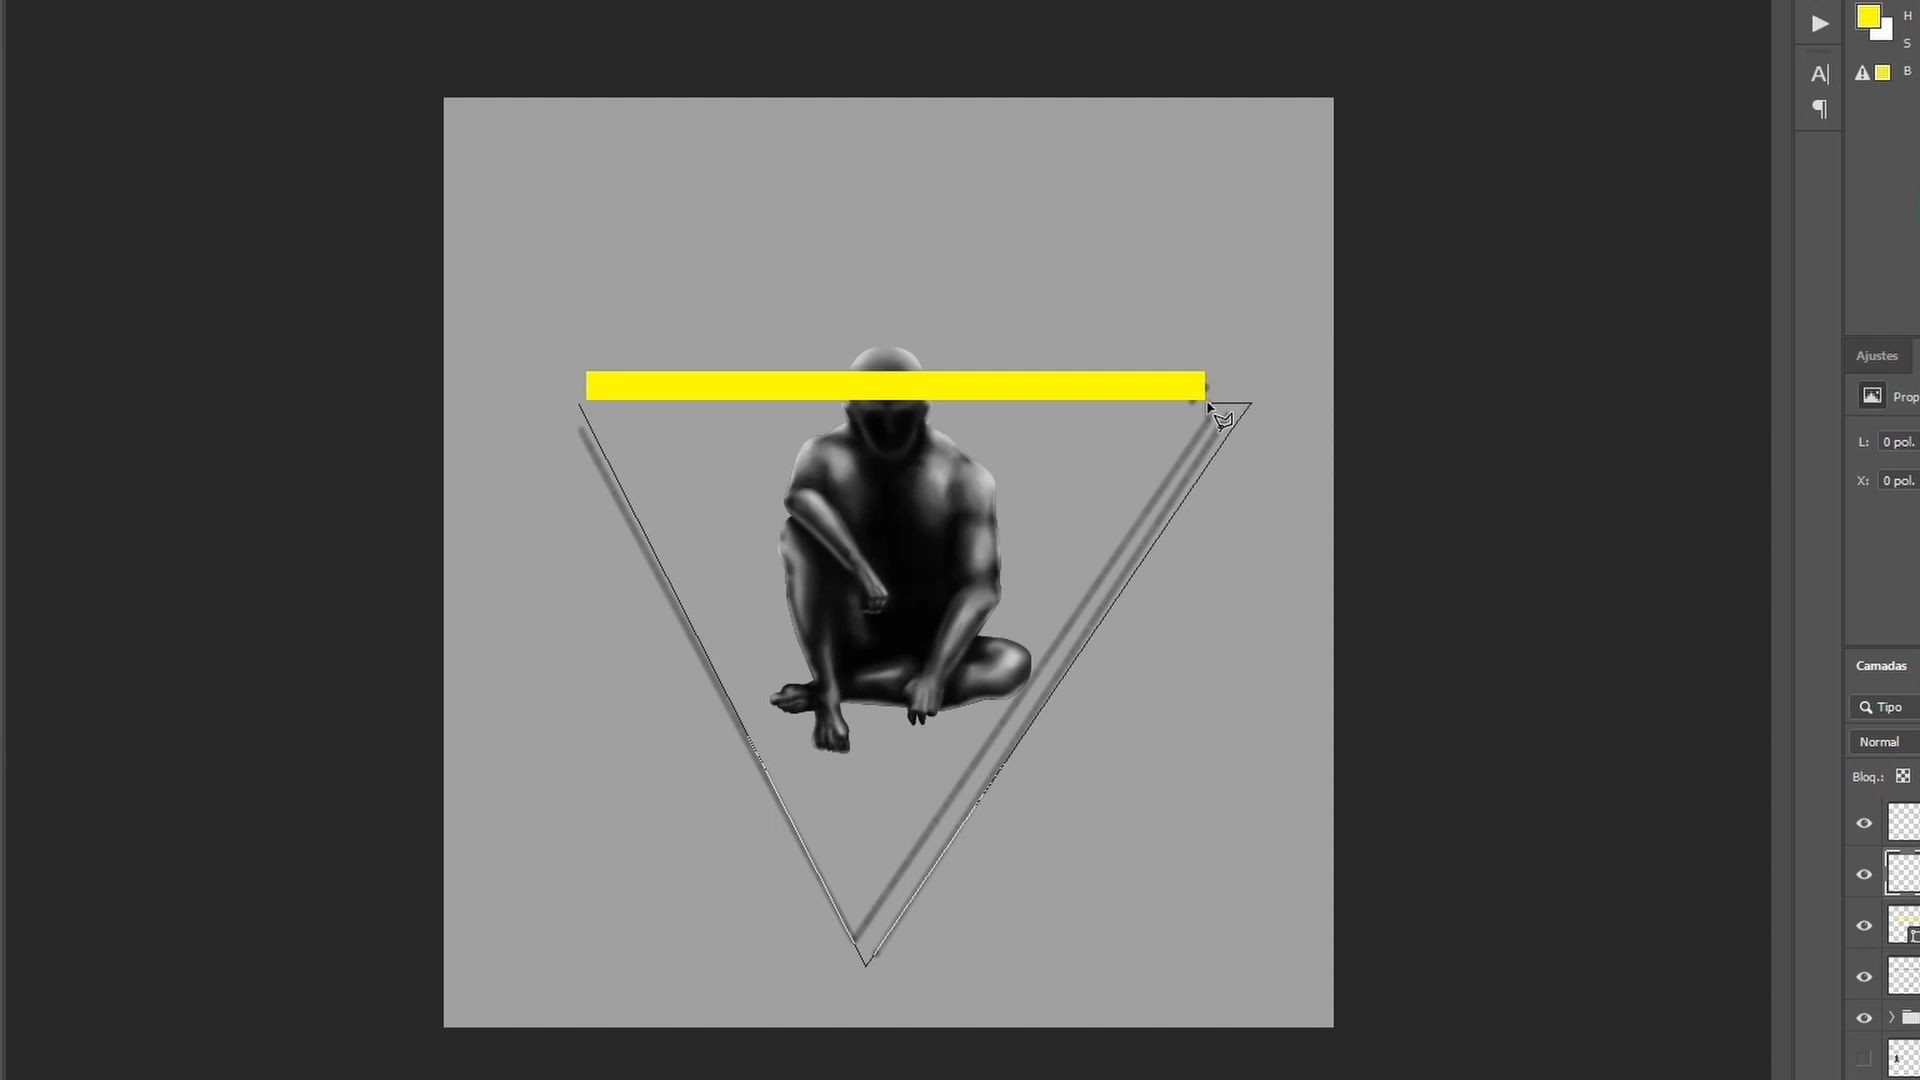 H
S
B
A
Ajustes
Prop
L: 0 pol.
X: 0 pol.
Camadas
Tipo
Normal
Bloq.: